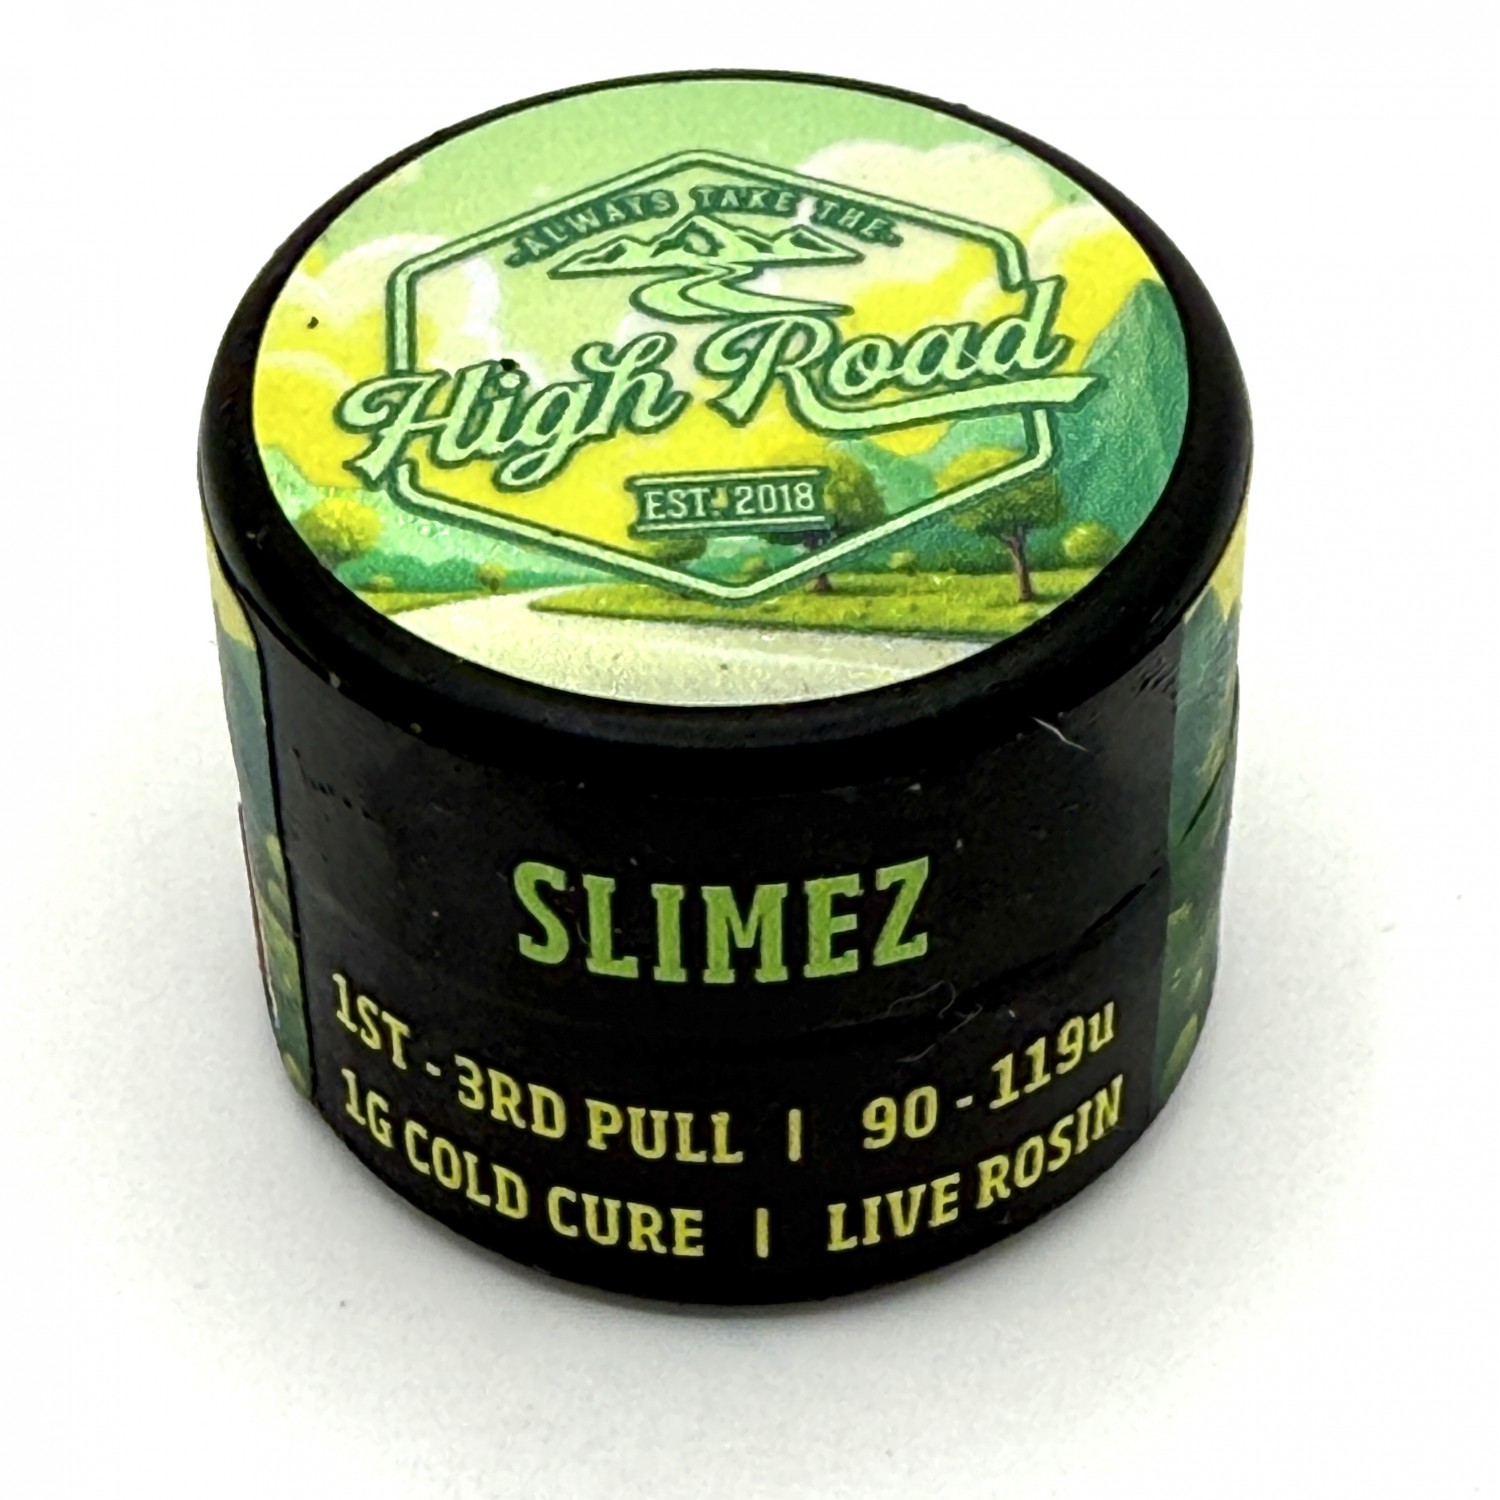 ALWAYS TAKE THE
High Road
EST. 2018
SLIMEZ
1ST - 3RD PULL | 90 - 119u
1G COLD CURE | LIVE ROSIN